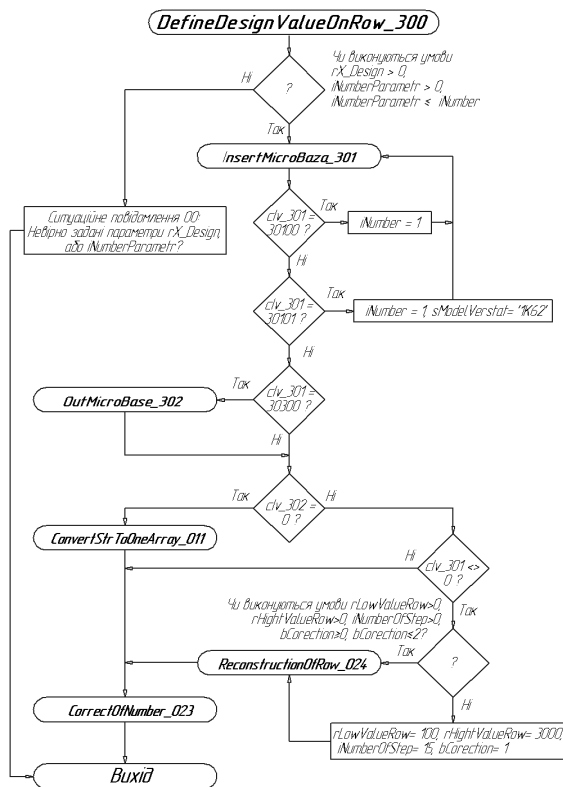 DefineDesignValueOnRow_300
Чи виконуються умови
rX_Design > 0,
iNumberParametr > 0,
iNumberParametr ≤ iNumber
Ні
?
Так
InsertMicroBaza_301
Ситуаційне повідомлення 00:
Невірно задані параметри rX_Design,
або iNumberParametr?
clv_301 =
30100 ?
Так
iNumber = 1
Ні
clv_301 =
30101 ?
Так
iNumber = 1, sModelVerstat= "1K62"
Ні
clv_301 =
30300 ?
Так
OutMicroBase_302
Ні
clv_302 =
0 ?
Так
Ні
ConvertStrToOneArray_011
clv_301 <>
0 ?
Ні
Так
Чи виконуються умови rLowValueRow>0,
rHightValueRow>0, iNumberOfStep>0,
bCorection≥0, bCorection≤2?
?
Так
ReconstructionOfRow_024
Ні
CorrectOfNumber_023
rLowValueRow= 100, rHightValueRow= 3000,
iNumberOfStep= 15, bCorection= 1
Вихід